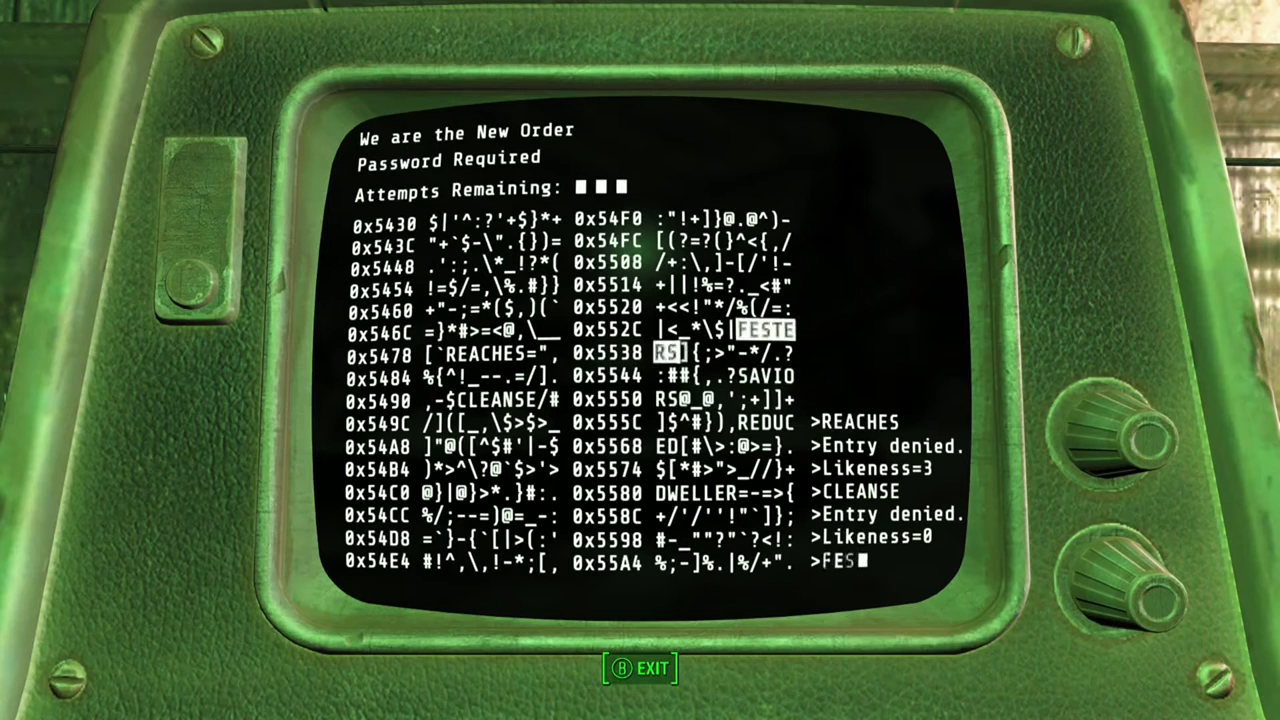 We are the New Order
Password Required
Attempts Remaining: ■ ■ ■
0x5430 $|'^:?'+$}*+ 0x54F0 :"!+]}@.@^)-
0x543C "+`$-\".{})= 0x54FC [(?=?(}^<{,/
0x5448 .':;.\*_!?*( 0x5508 /+:\,]-[/'!-
0x5454 !=$/=,\%.#}} 0x5514 +||!%=?._<#"
0x5460 +"-;=*($,)(` 0x5520 +<<!"*/%(/=:
0x546C =}*#>=<@,\__ 0x552C |<_*\$|FESTE
0x5478 [`REACHES=", 0x5538 RS]{;>"-*/.?
0x5484 %{^!_--.=/]. 0x5544 :##{,.?SAVIO
0x5490 ,-$CLEANSE/# 0x5550 RS@_@,';+]]+
0x549C /]([_,\$>$>_ 0x555C ]$^#}),REDUC >REACHES
0x54A8 ]"@([^$#'|-$ 0x5568 ED[#\>:@>=}. >Entry denied.
0x54B4 )*>^\?@`$>'> 0x5574 $[*#>">_//}+ >Likeness=3
0x54C0 @}|@}>*.}#:. 0x5580 DWELLER=-=>{ >CLEANSE
0x54CC %/;--=)@=_-: 0x558C +/'/''!"`]}; >Entry denied.
0x54D8 =`}-{`[|>(:' 0x5598 #-_""?"`?<!: >Likeness=0
0x54E4 #!^,\,!-*;[, 0x55A4 %;-]%.|%/+". >FES■
[Ⓑ EXIT]